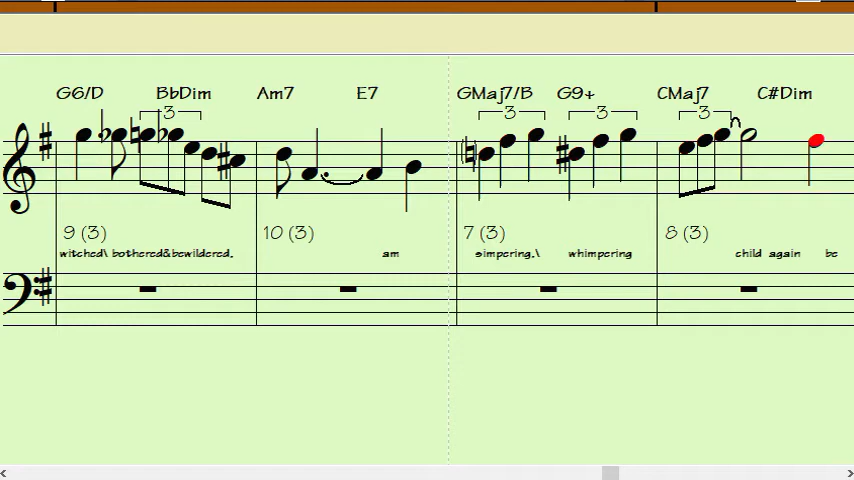 G6/D BbDim Am7 E7 GMaj7/B G9+ CMaj7 C#Dim
3 3 3 3
9 (3) 10 (3) 7 (3) 8 (3)
witched\ bothered&bewildered. am simpering.\ whimpering child again be